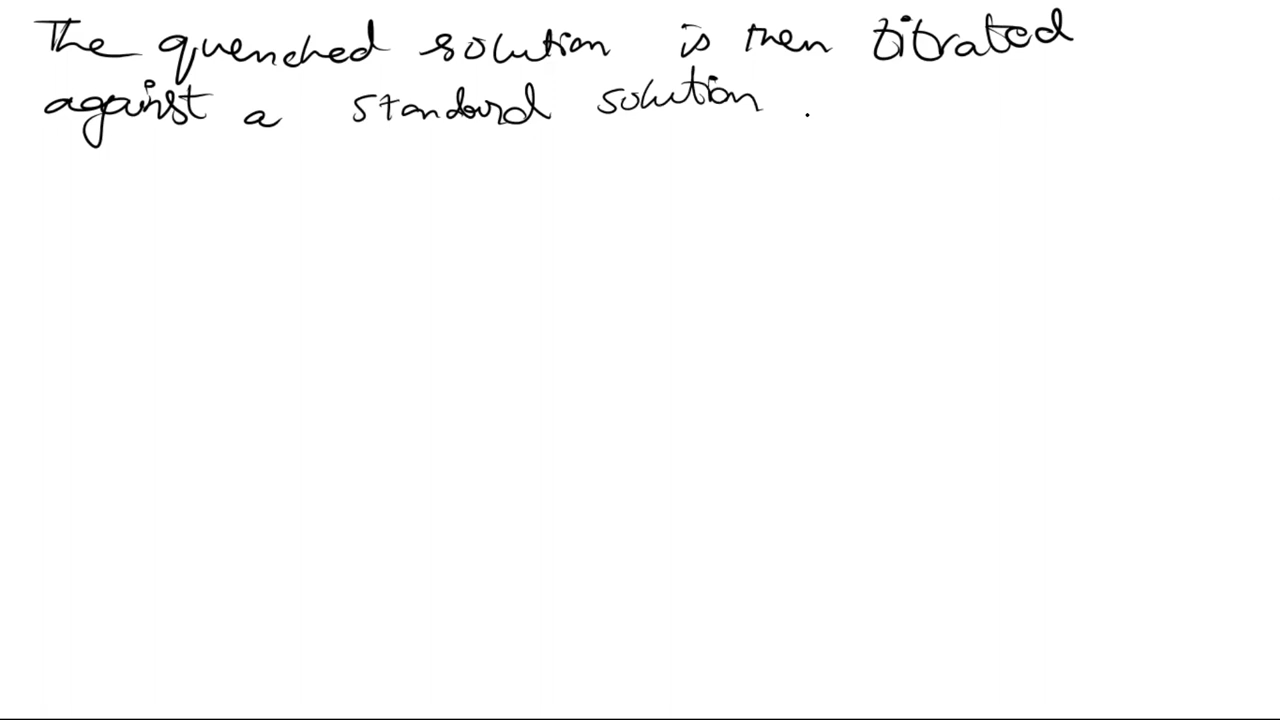 The quenched solution is then titrated
against a standard solution .